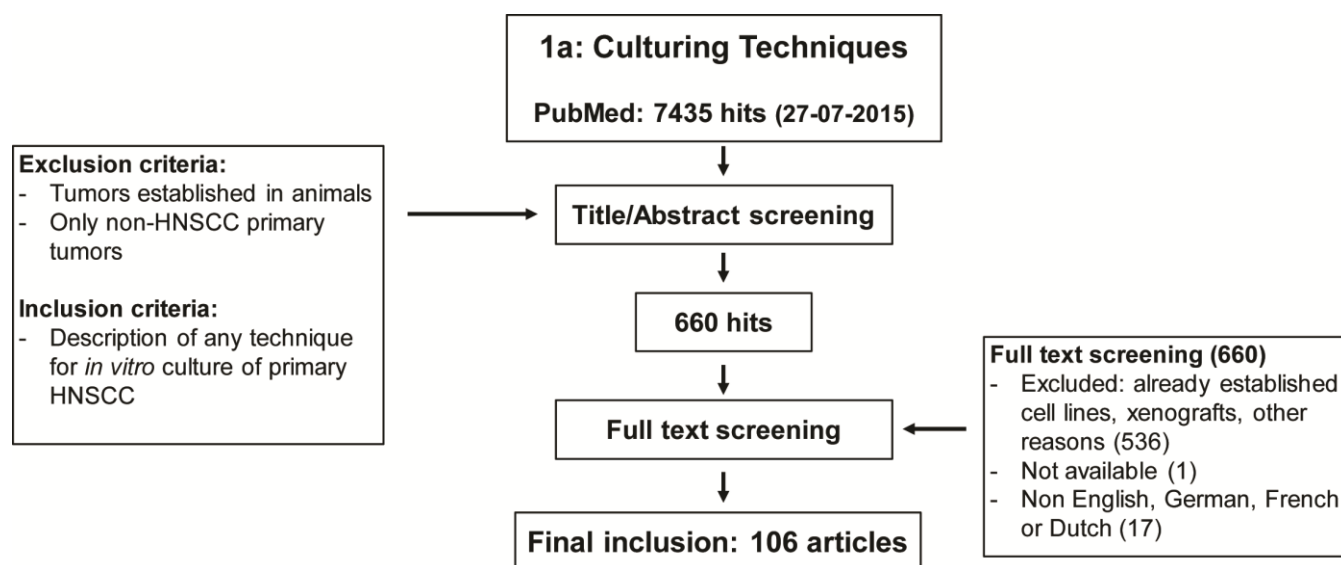 1a: Culturing Techniques
PubMed: 7435 hits (27-07-2015)
Exclusion criteria:
- Tumors established in animals
- Only non-HNSCC primary
tumors
Inclusion criteria:
- Description of any technique
for in vitro culture of primary
HNSCC
Title/Abstract screening
660 hits
Full text screening (660)
- Excluded: already established
cell lines, xenografts, other
reasons (536)
- Not available (1)
- Non English, German, French
or Dutch (17)
Full text screening
Final inclusion: 106 articles